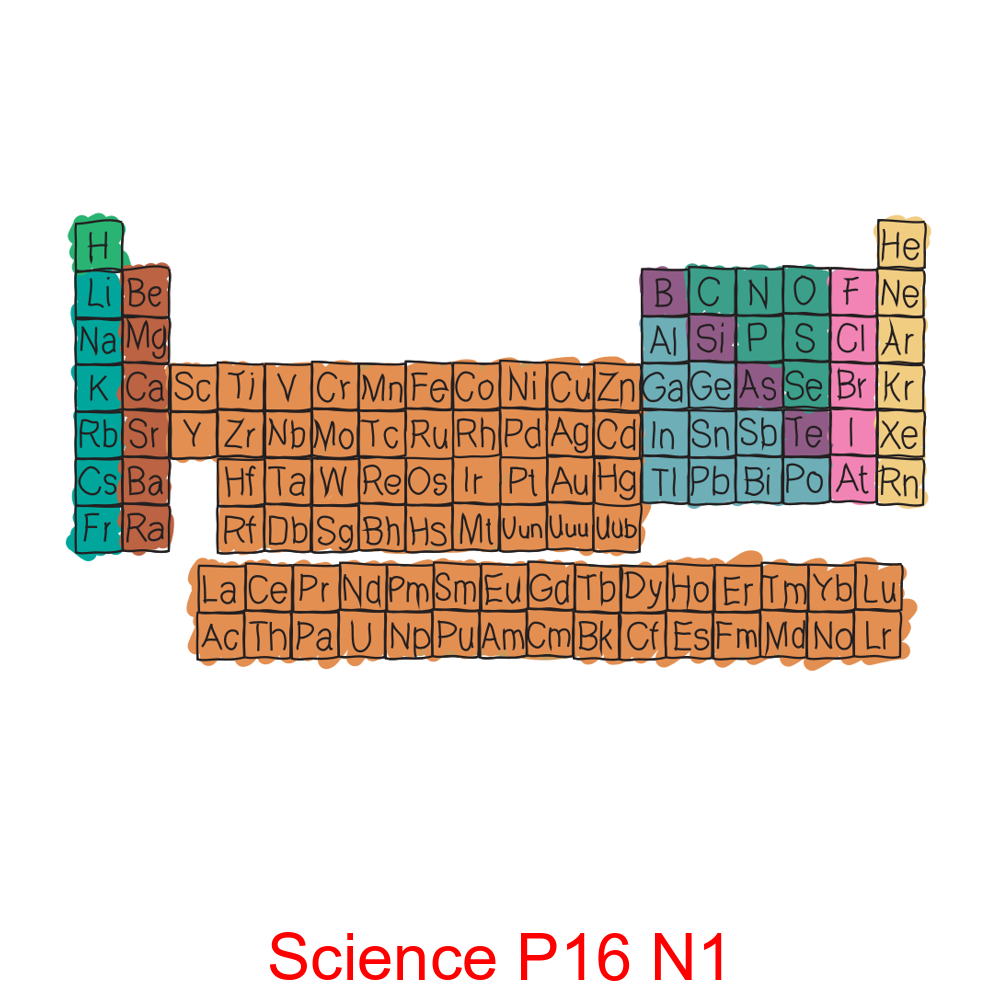 H He
Li Be B C N O F Ne
Na Mg Al Si P S Cl Ar
K Ca Sc Ti V Cr Mn Fe Co Ni Cu Zn Ga Ge As Se Br Kr
Rb Sr Y Zr Nb Mo Tc Ru Rh Pd Ag Cd In Sn Sb Te I Xe
Cs Ba Hf Ta W Re Os Ir Pt Au Hg Tl Pb Bi Po At Rn
Fr Ra Rf Db Sg Bh Hs Mt Uun Uuu Uub
La Ce Pr Nd Pm Sm Eu Gd Tb Dy Ho Er Tm Yb Lu
Ac Th Pa U Np Pu Am Cm Bk Cf Es Fm Md No Lr
Science P16 N1